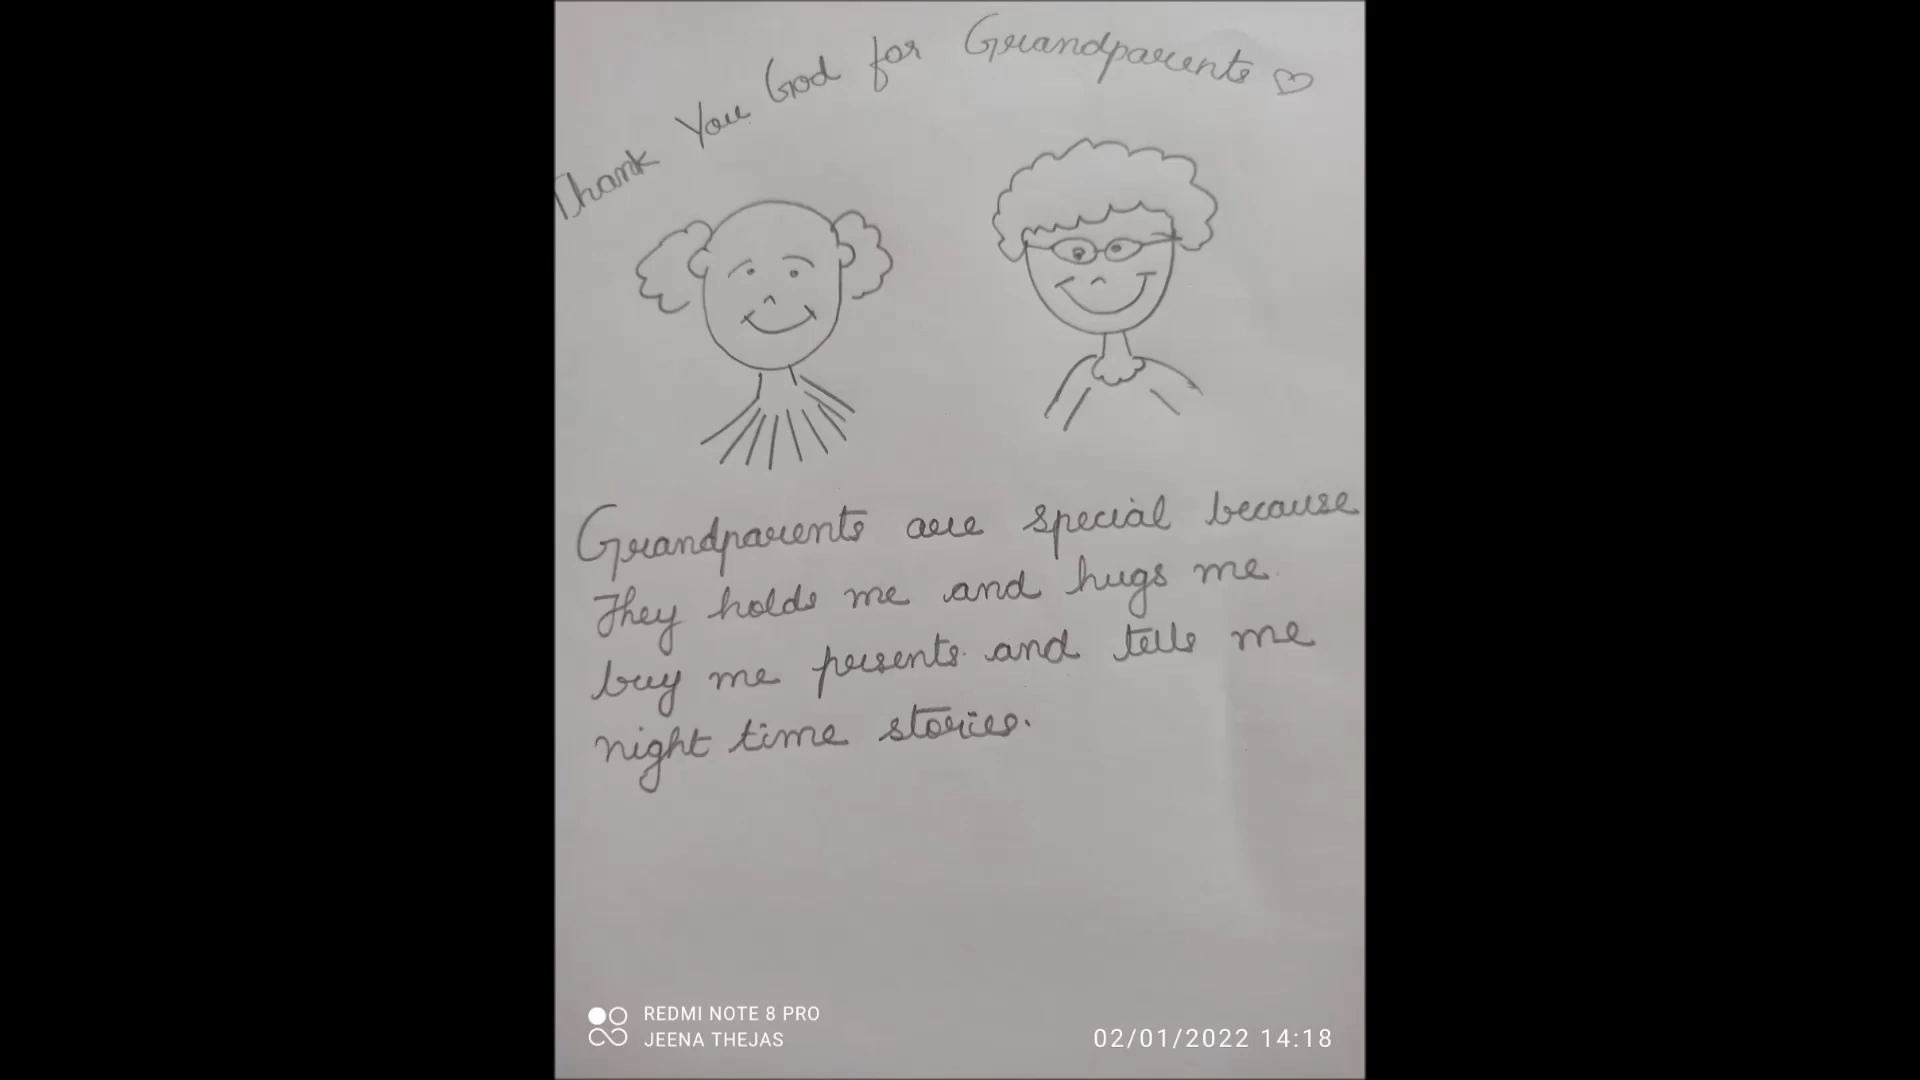 Thank You God for Grandparents ♡
Grandparents are special because
They holds me and hugs me
buy me presents and tells me
night time stories.
REDMI NOTE 8 PRO
JEENA THEJAS
02/01/2022 14:18